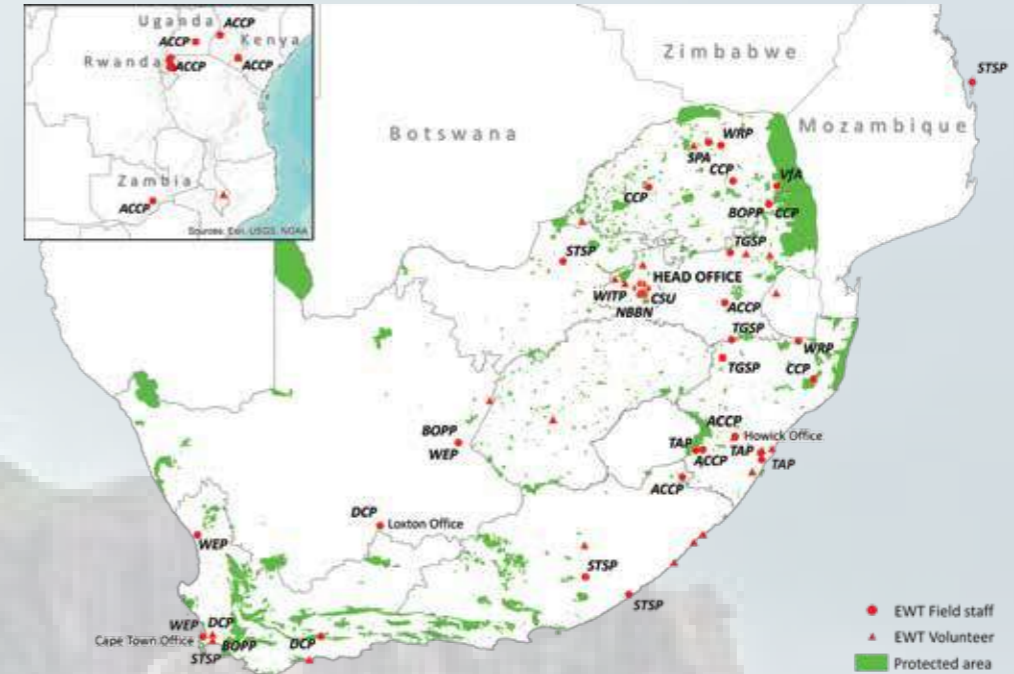 Uganda ACCP
ACCP Kenya
Rwanda ACCP ACCP
Zambia
ACCP
Sources: Esri, USGS, NOAA
Zimbabwe
STSP
Botswana
Mozambique
WRP
SPA
CCP
VfA
CCP
BOPP CCP
STSP
TGSP
HEAD OFFICE
WITP CSU
NBBN
ACCP
TGSP
WRP
TGSP
CCP
ACCP
BOPP
Howick Office
WEP
TAP TAP
ACCP TAP
ACCP
DCP
Loxton Office
WEP
STSP
STSP
WEP DCP
Cape Town Office BOPP DCP
STSP
EWT Field staff
EWT Volunteer
Protected area